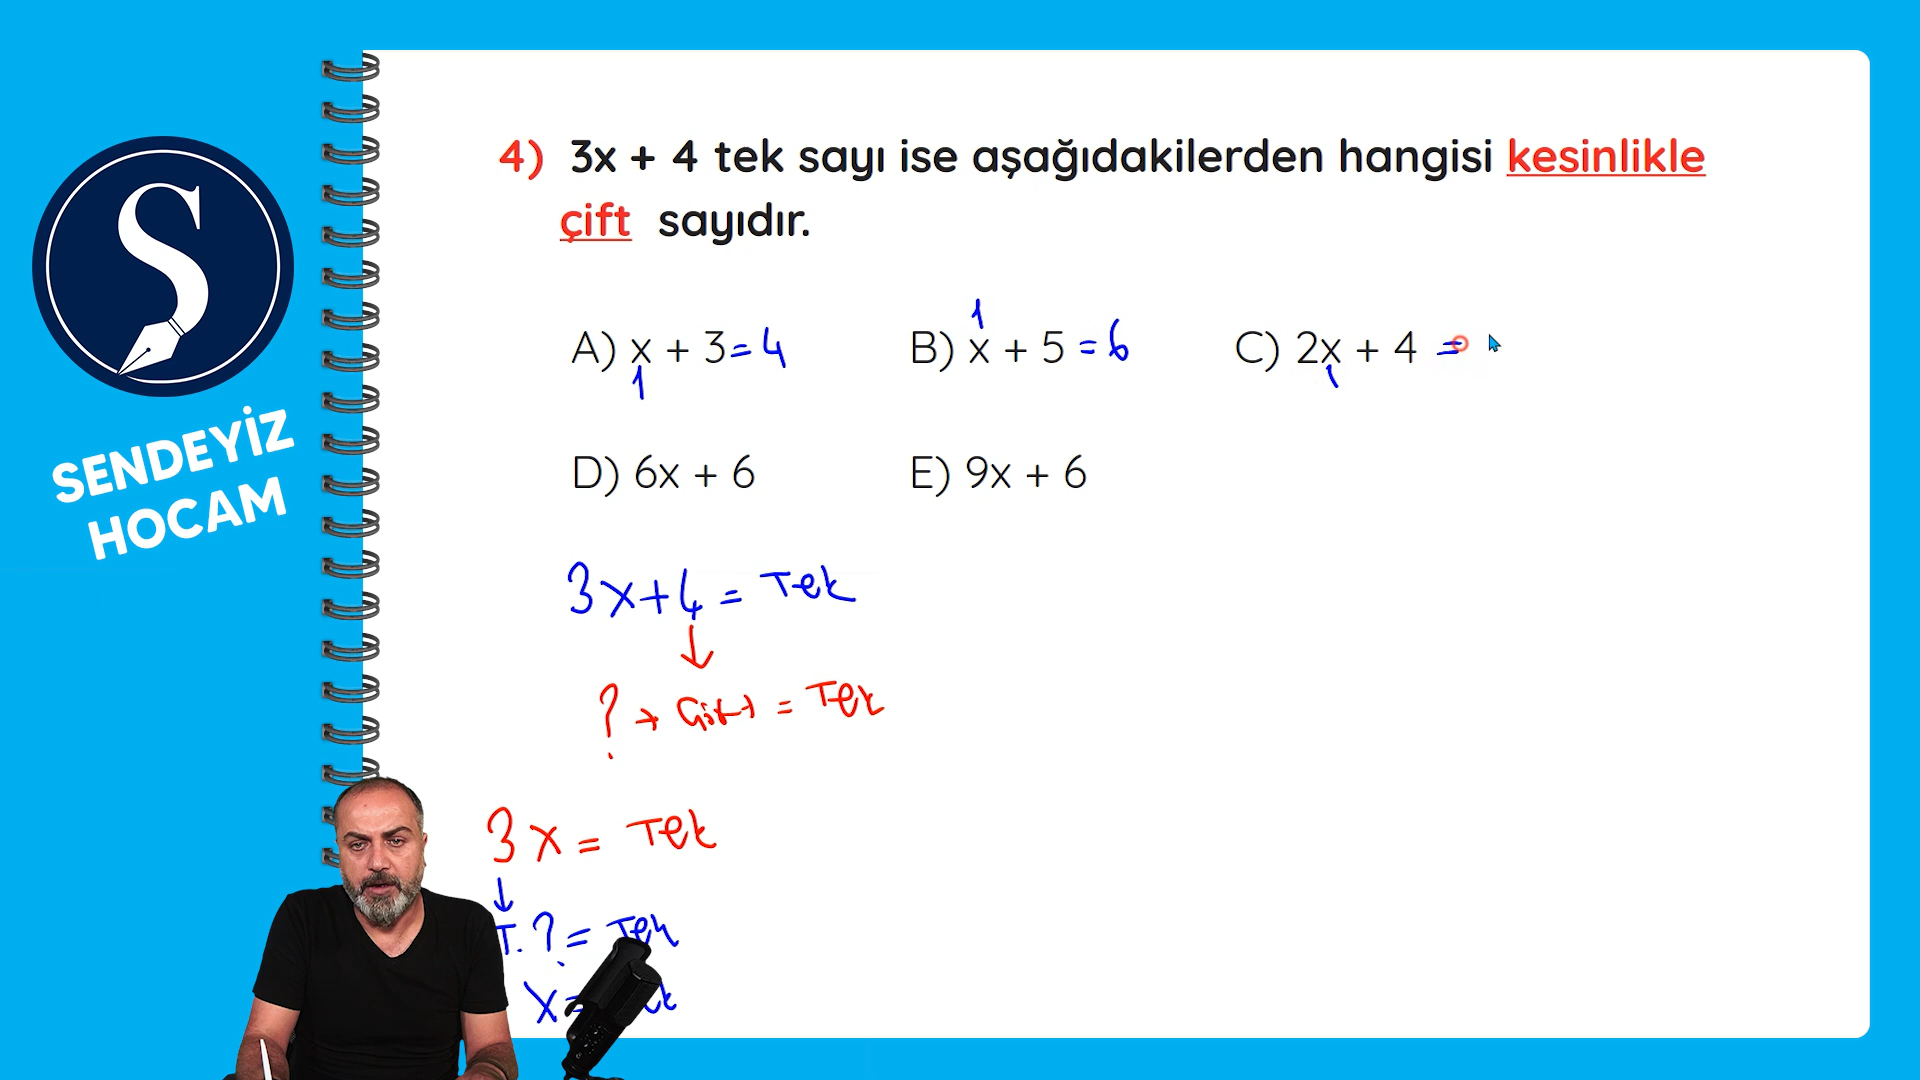 SENDEYİZ
HOCAM
4) 3x + 4 tek sayı ise aşağıdakilerden hangisi kesinlikle
çift sayıdır.
A) x + 3 = 4
1
1
B) x + 5 = 6
C) 2x + 4 =
1
D) 6x + 6
E) 9x + 6
3x+4 = Tek
? + Çift = Tek
3x = Tek
T. ? = Tek
x =